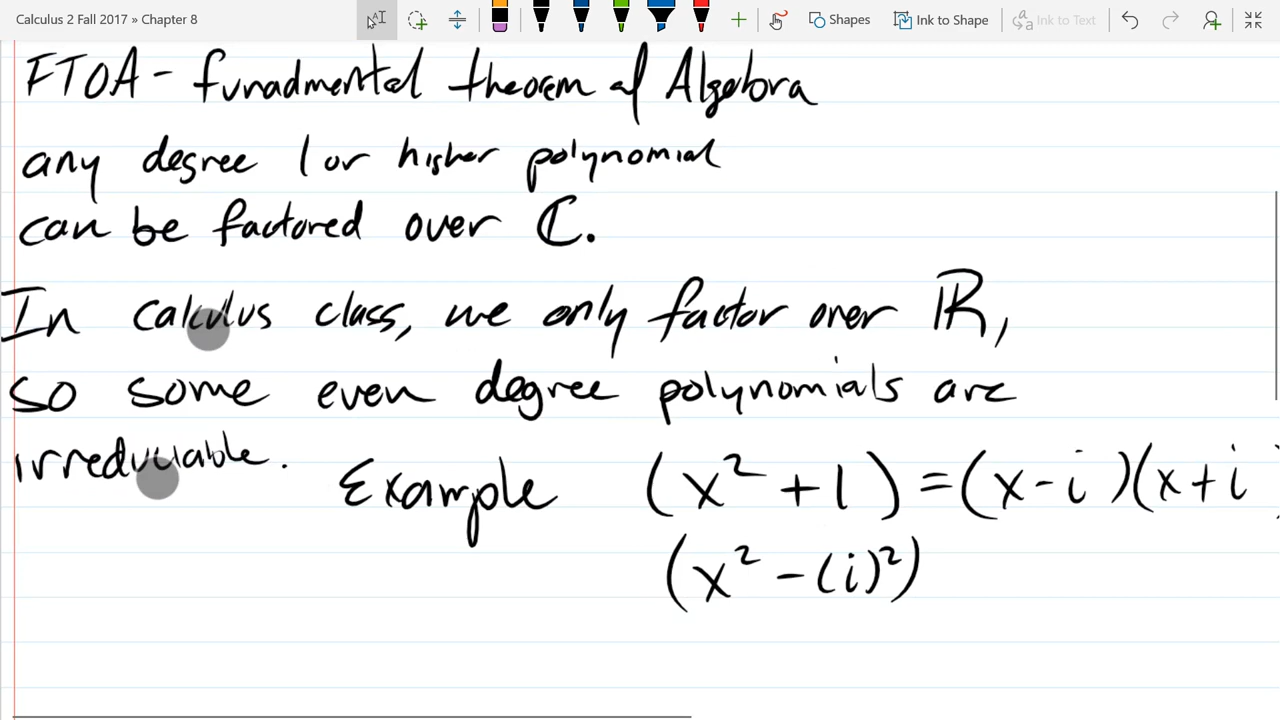 Calculus 2 Fall 2017 » Chapter 8
Shapes
Ink to Shape
Ink to Text
FTOA - funadmental theorem of Algebra
any degree 1 or higher polynomial
can be factored over ℂ.
In calculus class, we only factor over ℝ,
so some even degree polynomials are
irreduciable. Example (x² + 1) = (x - i)(x + i)
(x² - (i)²)